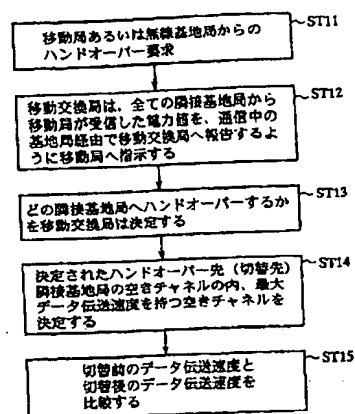 移動局あるいは無線基地局からの
ハンドオーバー要求
ST11
移動交換局は、全ての隣接基地局から
移動局が受信した電力値を、通信中の
基地局経由で移動交換局へ報告するよ
うに移動局へ指示する
ST12
どの隣接基地局へハンドオーバーするか
を移動交換局は決定する
ST13
決定されたハンドオーバー先（切替先）
隣接基地局の空きチャネルの内、最大
データ伝送速度を持つ空きチャネルを
決定する
ST14
切替前のデータ伝送速度と
切替後のデータ伝送速度を
比較する
ST15